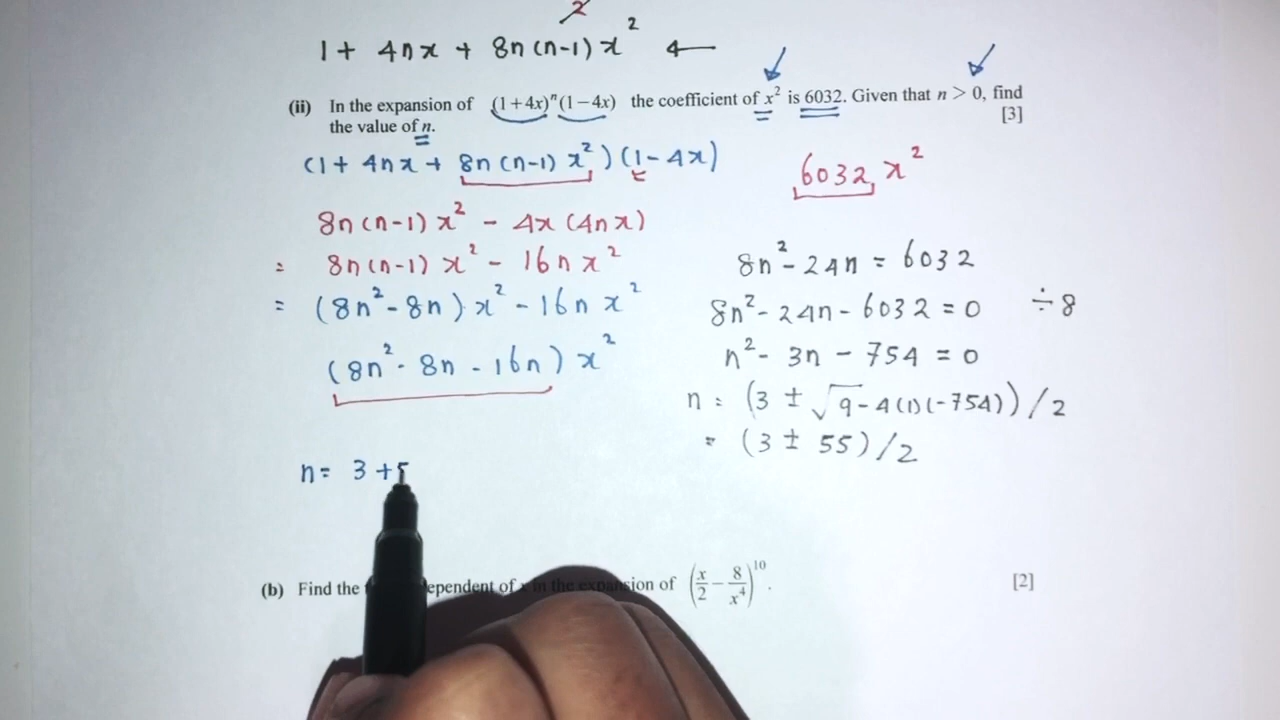 2
1 + 4nx + 8n(n-1)x²
(ii) In the expansion of (1+4x)ⁿ(1−4x) the coefficient of x² is 6032. Given that n > 0, find
the value of n. [3]
(1 + 4nx + 8n(n-1)x²)(1 - 4x)
6032 x²
8n(n-1)x² - 4x(4nx)
= 8n(n-1)x² - 16nx²
= (8n² - 8n)x² - 16nx²
(8n² - 8n - 16n)x²
8n² - 24n = 6032
8n² - 24n - 6032 = 0 ÷8
n² - 3n - 754 = 0
n = (3 ± √9-4(1)(-754))/2
= (3 ± 55)/2
n = 3 + 5
(b) Find the ependent of x in the expansion of (x/2 − 8/x⁴)¹⁰. [2]